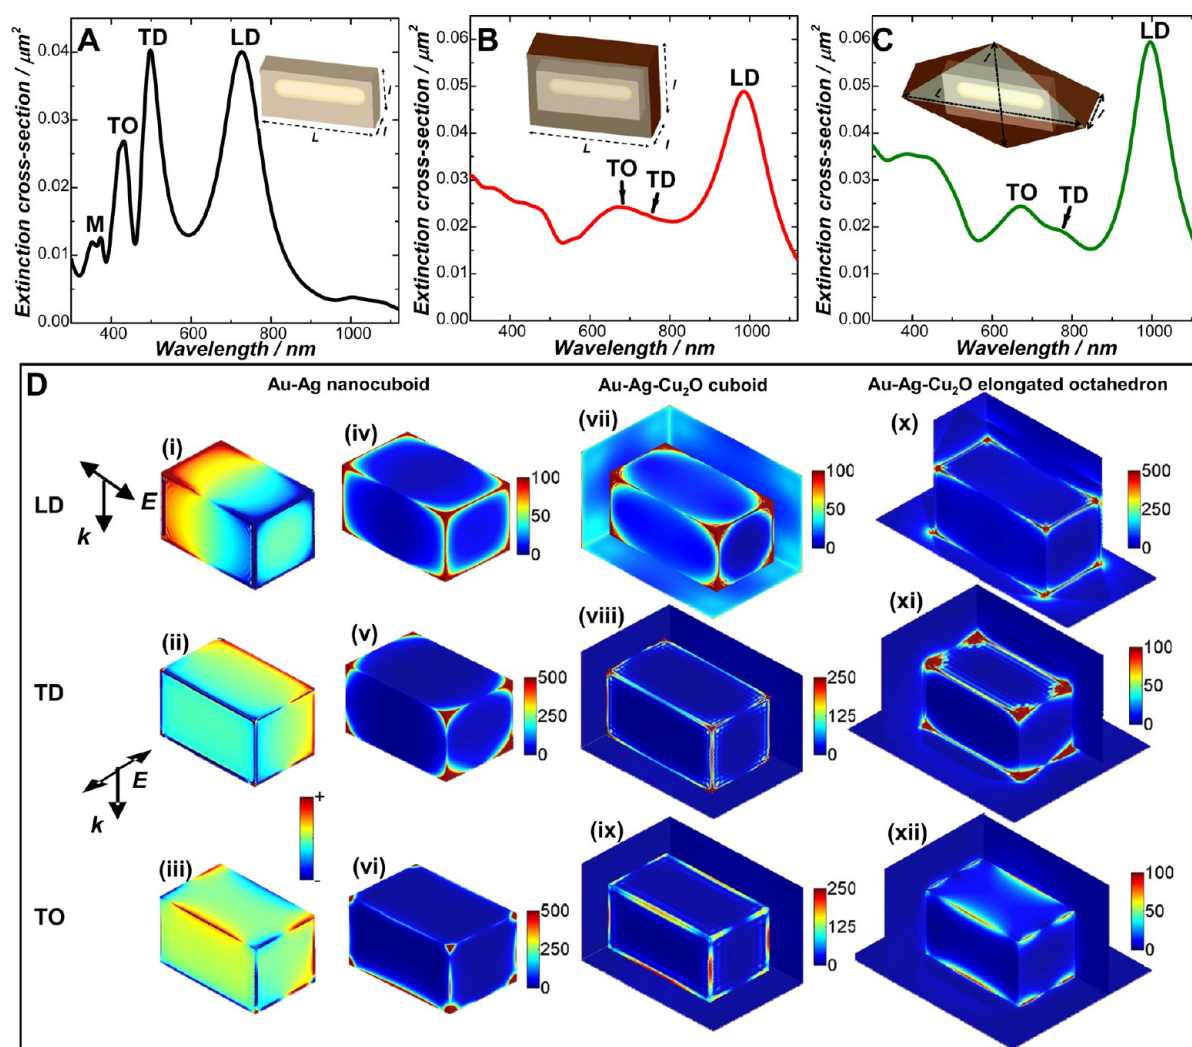 A
TD
LD
TO
M
L
l
l
Extinction cross-section / μm²
0.04
0.03
0.02
0.01
0.00
400 600 800 1000
Wavelength / nm
B
LD
TO
TD
L
l
l
Extinction cross-section / μm²
0.06
0.05
0.04
0.03
0.02
0.01
0.00
400 600 800 1000
Wavelength / nm
C
LD
TO
TD
L
l
l
Extinction cross-section / μm²
0.06
0.05
0.04
0.03
0.02
0.01
0.00
400 600 800 1000
Wavelength / nm
D
Au-Ag nanocuboid
Au-Ag-Cu₂O cuboid
Au-Ag-Cu₂O elongated octahedron
LD
E
k
(i)
(iv)
100
50
0
(vii)
100
50
0
(x)
500
250
0
TD
E
k
(ii)
(v)
500
250
0
(viii)
250
125
0
(xi)
100
50
0
TO
+
-
(iii)
(vi)
500
250
0
(ix)
250
125
0
(xii)
100
50
0